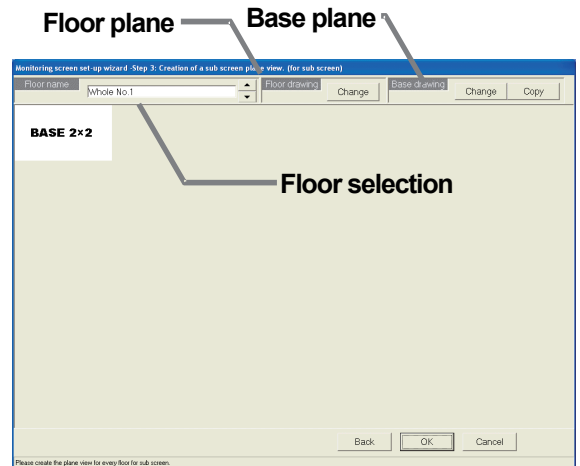 Floor plane
Base plane
Monitoring screen set-up wizard -Step 3: Creation of a sub screen plane view. (for sub screen)
Floor name
Whole No.1
Floor drawing
Change
Base drawing
Change
Copy
BASE 2×2
Floor selection
Back
OK
Cancel
Please create the plane view for every floor for sub screen.